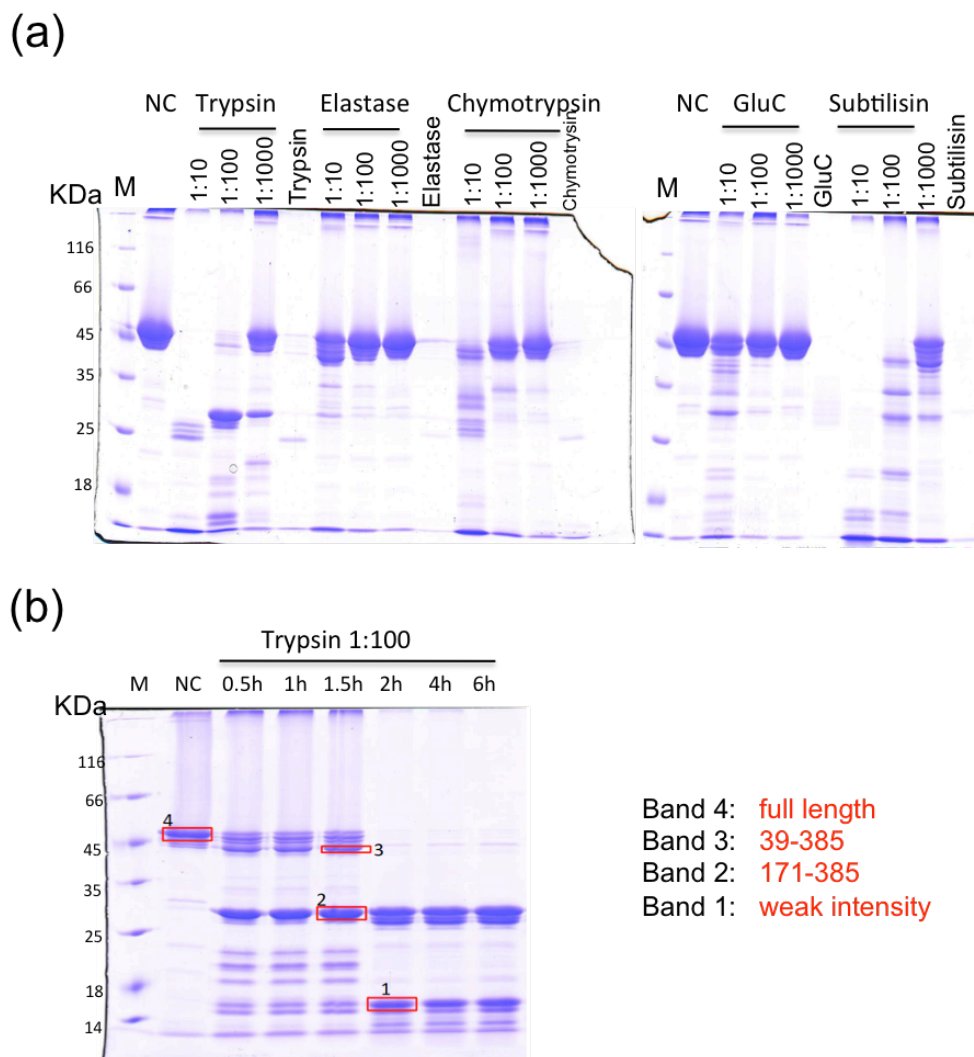 (a)
NC Trypsin Elastase Chymotrypsin NC GluC Subtilisin
KDa M 1:10 1:100 1:1000 Trypsin 1:10 1:100 1:1000 Elastase 1:10 1:100 1:1000 Chymotrysin M 1:10 1:100 1:1000 GluC 1:10 1:100 1:1000 Subtilisin
116
66
45
35
25
18
(b)
Trypsin 1:100
M NC 0.5h 1h 1.5h 2h 4h 6h
KDa
116
66
4
45
3
35
2
25
18
1
14
Band 4: full length
Band 3: 39-385
Band 2: 171-385
Band 1: weak intensity